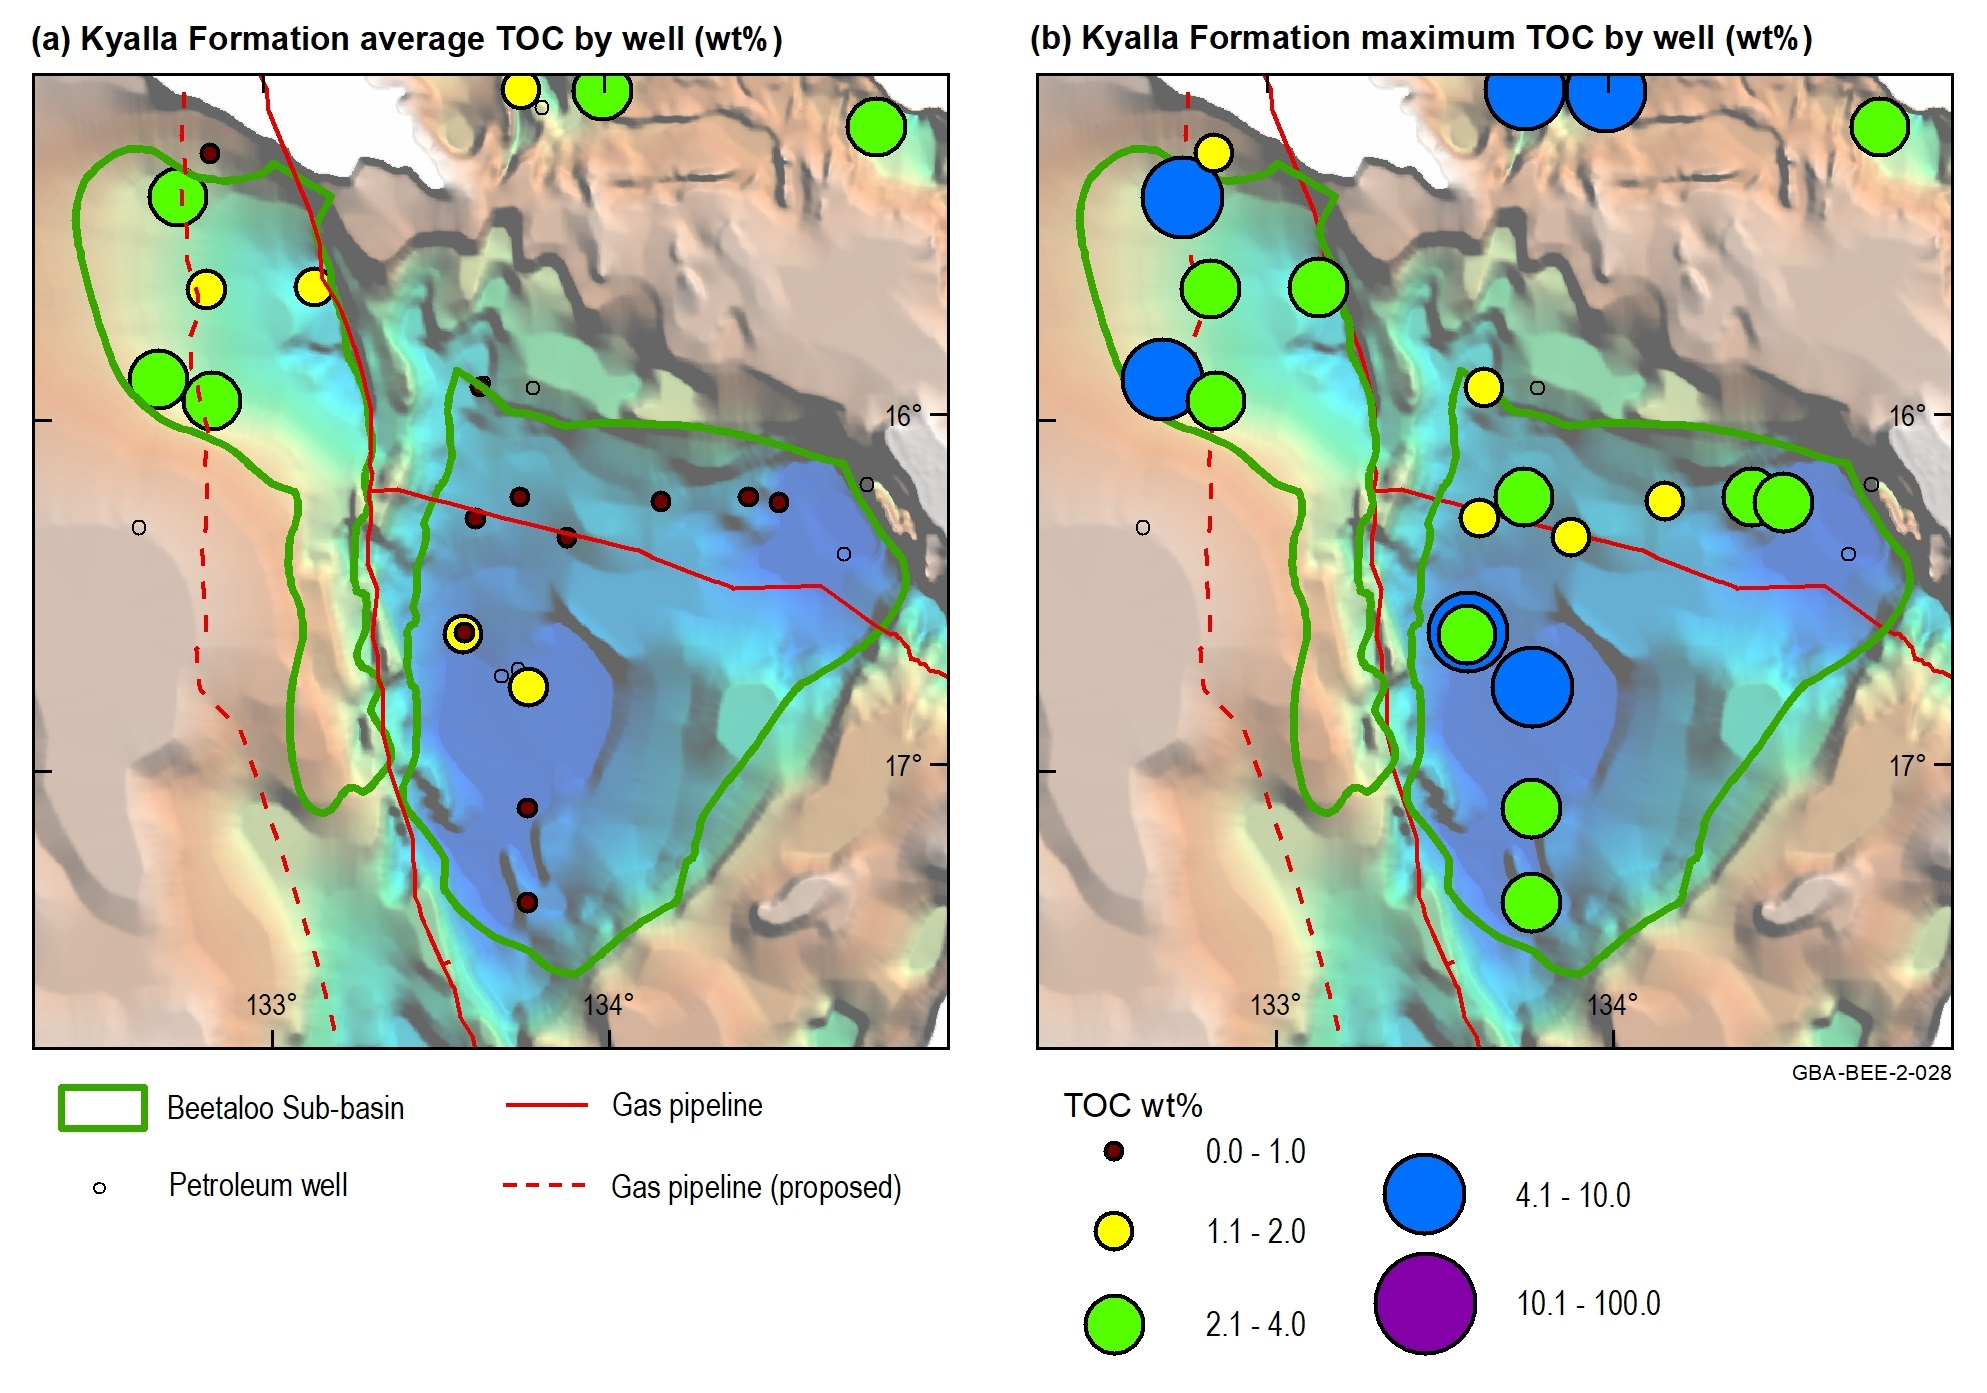 (a) Kyalla Formation average TOC by well (wt%)
(b) Kyalla Formation maximum TOC by well (wt%)
16°
17°
133°
134°
16°
17°
133°
134°
GBA-BEE-2-028
Beetaloo Sub-basin
Gas pipeline
Petroleum well
Gas pipeline (proposed)
TOC wt%
0.0 - 1.0
1.1 - 2.0
2.1 - 4.0
4.1 - 10.0
10.1 - 100.0